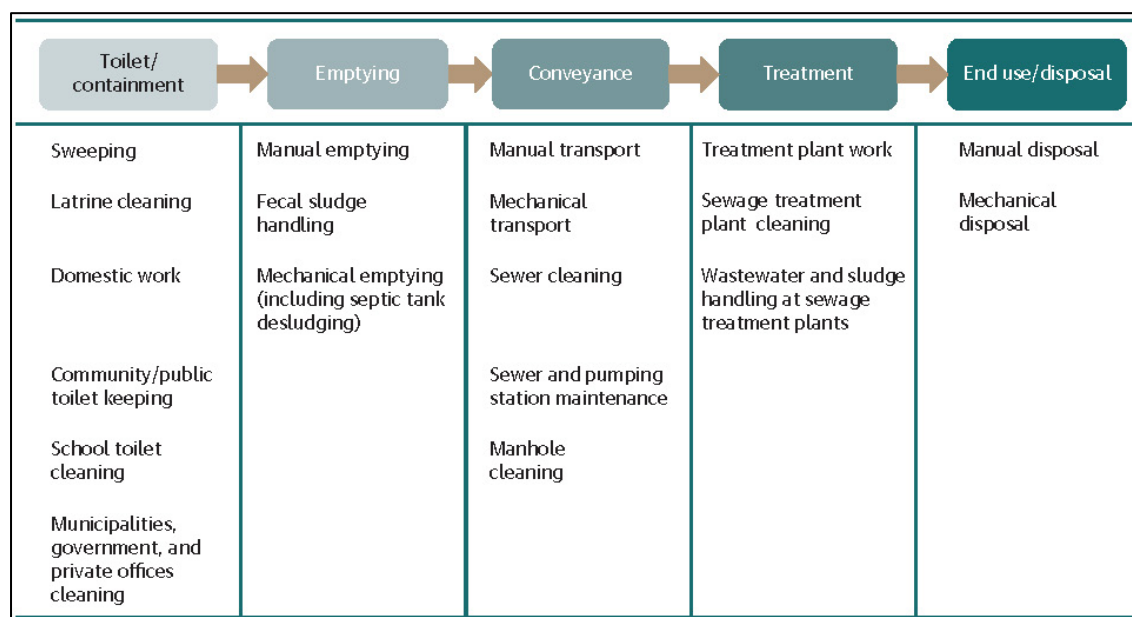 Toilet/
containment
Emptying
Conveyance
Treatment
End use/disposal
Sweeping
Latrine cleaning
Domestic work
Community/public
toilet keeping
School toilet
cleaning
Municipalities,
government, and
private offices
cleaning
Manual emptying
Fecal sludge
handling
Mechanical emptying
(including septic tank
desludging)
Manual transport
Mechanical
transport
Sewer cleaning
Sewer and pumping
station maintenance
Manhole
cleaning
Treatment plant work
Sewage treatment
plant cleaning
Wastewater and sludge
handling at sewage
treatment plants
Manual disposal
Mechanical
disposal